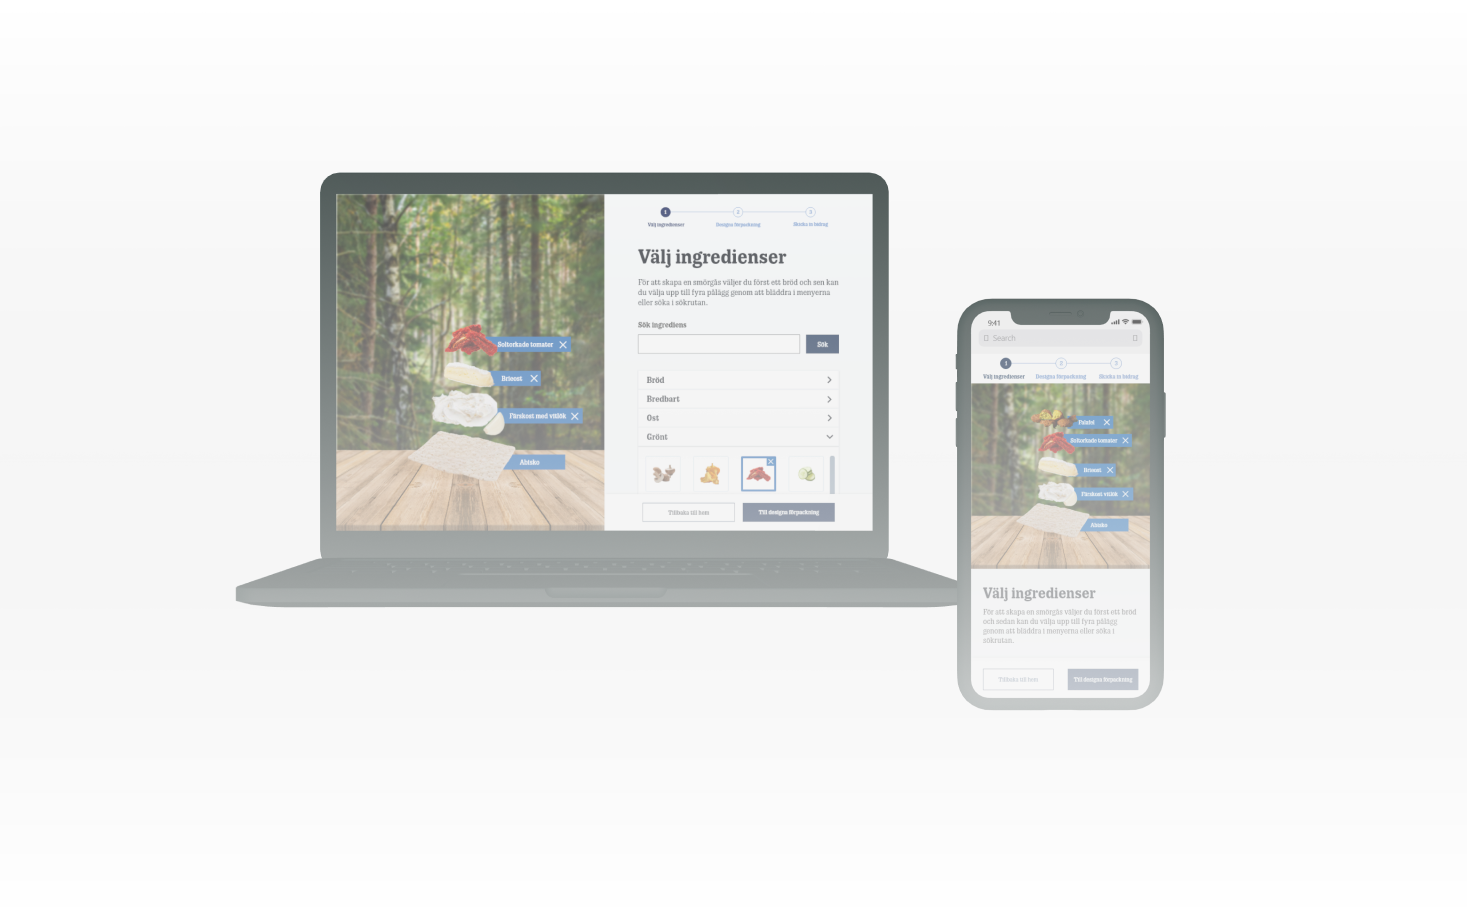 1
2
3
Välj ingredienser
Designa förpackning
Skicka in bidrag
Välj ingredienser
För att skapa en smörgås väljer du först ett bröd och sen kan
du välja upp till fyra pålägg genom att bläddra i menyerna
eller söka i sökrutan.
Sök ingrediens
Sök
Bröd
Bredbart
Ost
Grönt
Tillbaka till hem
Till designa förpackning
Soltorkade tomater
Brieost
Färskost med vitlök
Abisko
9:41
Search
1
2
3
Välj ingredienser
Designa förpackning
Skicka in bidrag
Falafel
Soltorkade tomater
Brieost
Färskost vitlök
Abisko
Välj ingredienser
För att skapa en smörgås väljer du först ett bröd
och sedan kan du välja upp till fyra pålägg
genom att bläddra i menyerna eller söka i
sökrutan.
Tillbaka till hem
Till designa förpackning